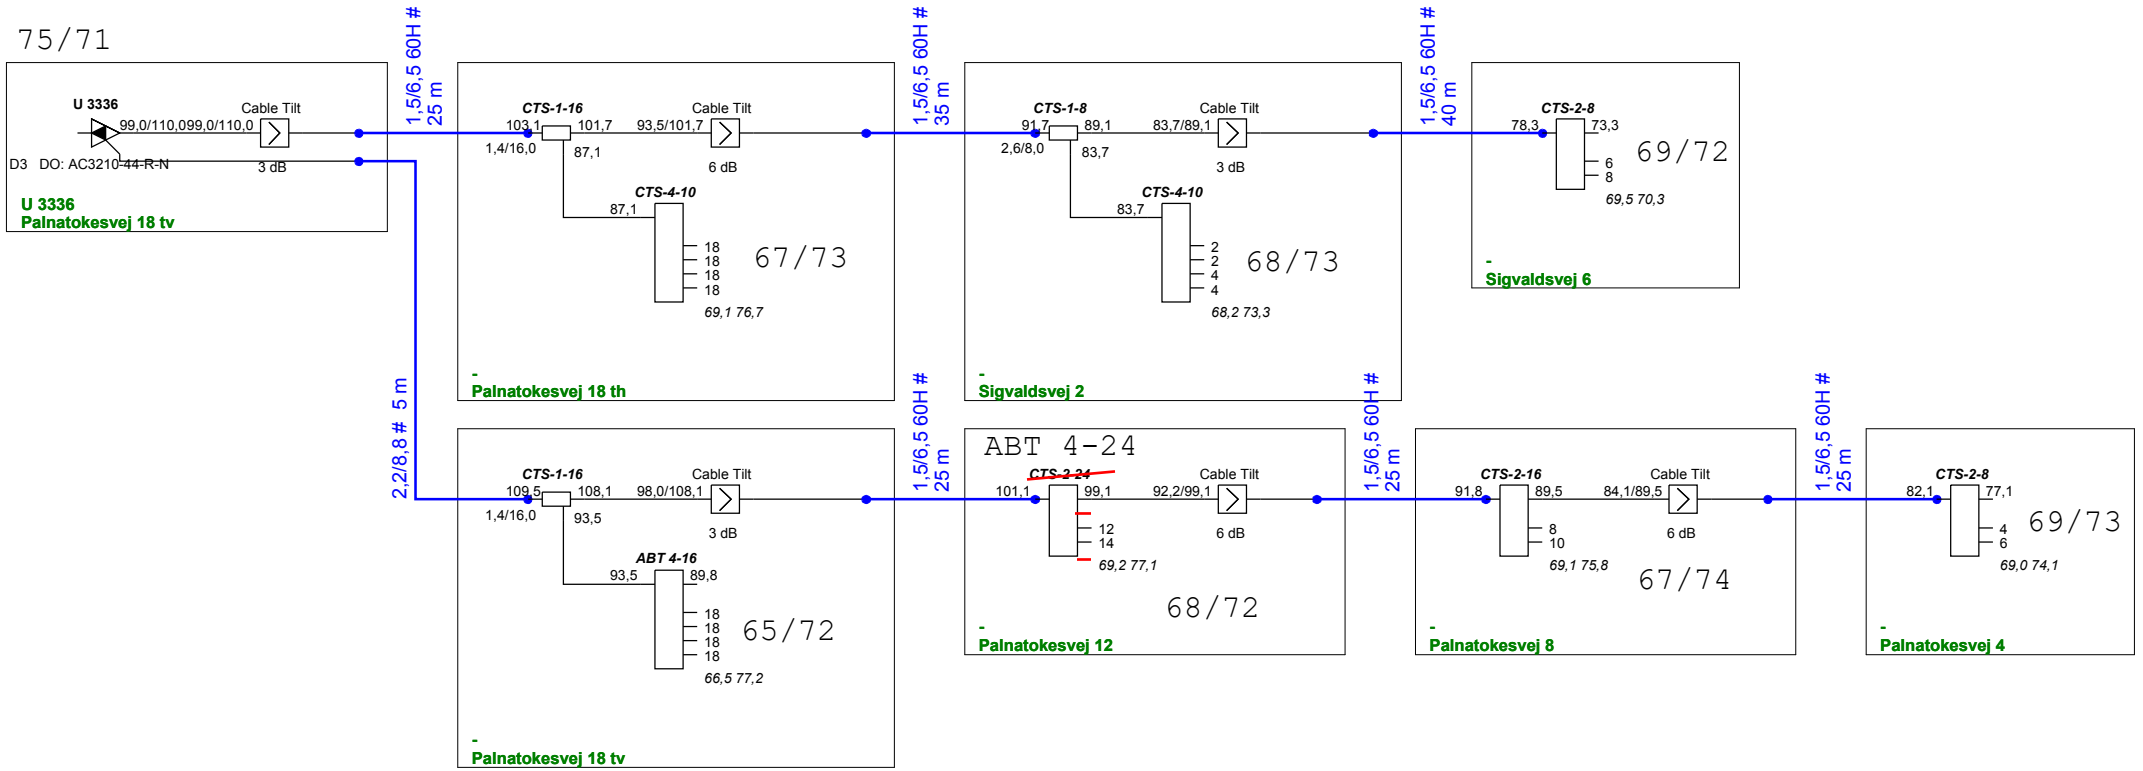 75/71
U 3336
99,0/110,099,0/110,0
Cable Tilt
3 dB
D3 DO: AC3210-44-R-N
U 3336
Palnatokesvej 18 tv
1,5/6,5 60H #
25 m
CTS-1-16
103,1
101,7
93,5/101,7
Cable Tilt
1,4/16,0
87,1
6 dB
CTS-4-10
87,1
18
18
18
18
67/73
69,1 76,7
-
Palnatokesvej 18 th
1,5/6,5 60H #
35 m
CTS-1-8
91,7
89,1
83,7/89,1
Cable Tilt
2,6/8,0
83,7
3 dB
CTS-4-10
83,7
2
2
4
4
68/73
68,2 73,3
-
Sigvaldsvej 2
1,5/6,5 60H #
40 m
CTS-2-8
78,3
73,3
6
8
69/72
69,5 70,3
-
Sigvaldsvej 6
2,2/8,8 # 5 m
CTS-1-16
109,5
108,1
98,0/108,1
Cable Tilt
1,4/16,0
93,5
3 dB
ABT 4-16
93,5
89,8
18
18
18
18
65/72
66,5 77,2
-
Palnatokesvej 18 tv
1,5/6,5 60H #
25 m
ABT 4-24
CTS-2-24
101,1
99,1
92,2/99,1
Cable Tilt
6 dB
12
14
69,2 77,1
68/72
-
Palnatokesvej 12
1,5/6,5 60H #
25 m
CTS-2-16
91,8
89,5
84,1/89,5
Cable Tilt
6 dB
8
10
69,1 75,8
67/74
-
Palnatokesvej 8
1,5/6,5 60H #
25 m
CTS-2-8
82,1
77,1
4
6
69/73
69,0 74,1
-
Palnatokesvej 4